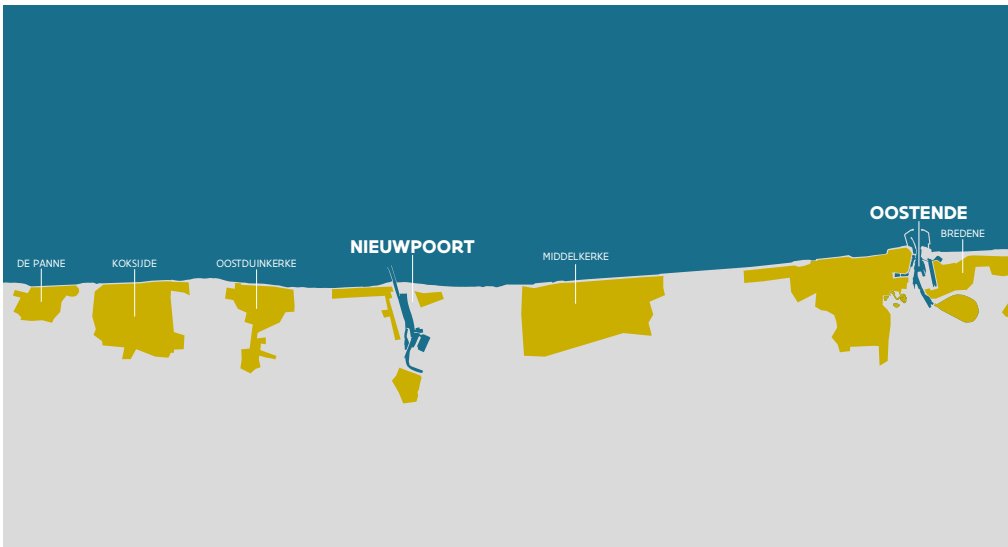 DE PANNE
KOKSIJDE
OOSTDUINKERKE
NIEUWPOORT
MIDDELKERKE
OOSTENDE
BREDENE